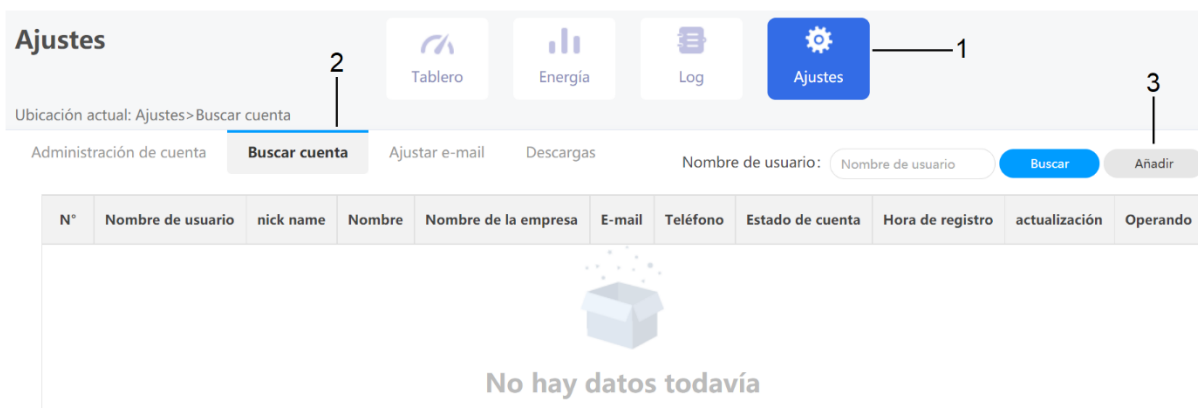 Ajustes
2
Tablero
Energía
Log
Ajustes
1
3
Ubicación actual: Ajustes>Buscar cuenta
Administración de cuenta
Buscar cuenta
Ajustar e-mail
Descargas
Nombre de usuario:
Nombre de usuario
Buscar
Añadir
N° Nombre de usuario nick name Nombre Nombre de la empresa E-mail Teléfono Estado de cuenta Hora de registro actualización Operando
No hay datos todavía